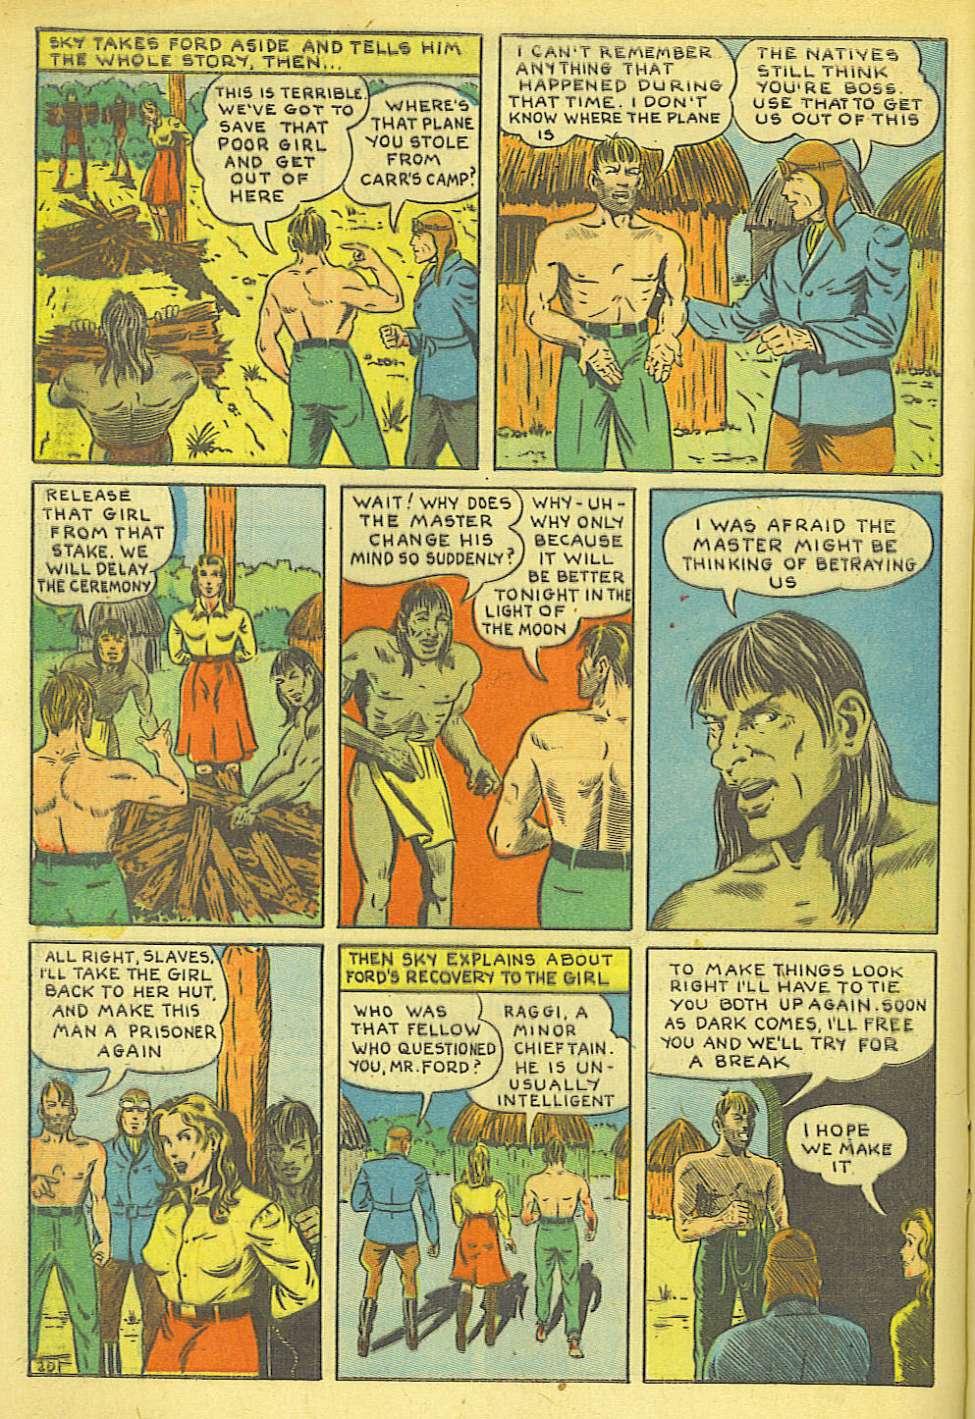 SKY TAKES FORD ASIDE AND TELLS HIM
THE WHOLE STORY, THEN...
THIS IS TERRIBLE,
WE'VE GOT TO
SAVE THAT
POOR GIRL
AND GET
OUT OF
HERE
WHERE'S
THAT PLANE
YOU STOLE
FROM
CARR'S CAMP?
I CAN'T REMEMBER
ANYTHING THAT
HAPPENED DURING
THAT TIME. I DON'T
KNOW WHERE THE PLANE
IS
THE NATIVES
STILL THINK
YOU'RE BOSS.
USE THAT TO GET
US OUT OF THIS
RELEASE
THAT GIRL
FROM THAT
STAKE. WE
WILL DELAY
THE CEREMONY
WAIT! WHY DOES
THE MASTER
CHANGE HIS
MIND SO SUDDENLY?
WHY-UH-
WHY ONLY
BECAUSE
IT WILL
BE BETTER
TONIGHT IN THE
LIGHT OF
THE MOON
I WAS AFRAID THE
MASTER MIGHT BE
THINKING OF BETRAYING
US
ALL RIGHT, SLAVES,
I'LL TAKE THE GIRL
BACK TO HER HUT,
AND MAKE THIS
MAN A PRISONER
AGAIN
THEN SKY EXPLAINS ABOUT
FORD'S RECOVERY TO THE GIRL
WHO WAS
THAT FELLOW
WHO QUESTIONED
YOU, MR. FORD?
RAGGI, A
MINOR
CHIEFTAIN.
HE IS UN-
USUALLY
INTELLIGENT
TO MAKE THINGS LOOK
RIGHT I'LL HAVE TO TIE
YOU BOTH UP AGAIN. SOON
AS DARK COMES, I'LL FREE
YOU AND WE'LL TRY FOR
A BREAK
I HOPE
WE MAKE
IT